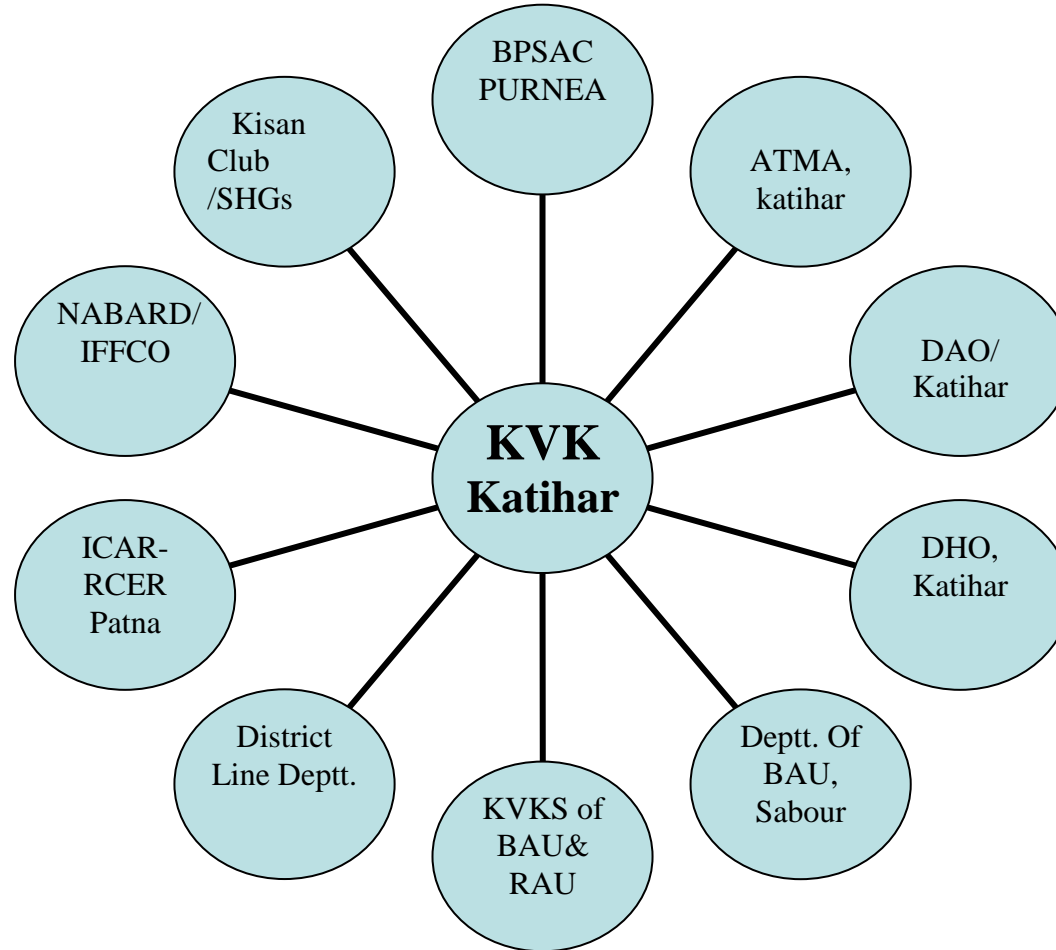 BPSAC
PURNEA
Kisan
Club
/SHGs
ATMA,
katihar
NABARD/
IFFCO
DAO/
Katihar
KVK
Katihar
ICAR-
RCER
Patna
DHO,
Katihar
District
Line Deptt.
Deptt. Of
BAU,
Sabour
KVKS of
BAU&
RAU